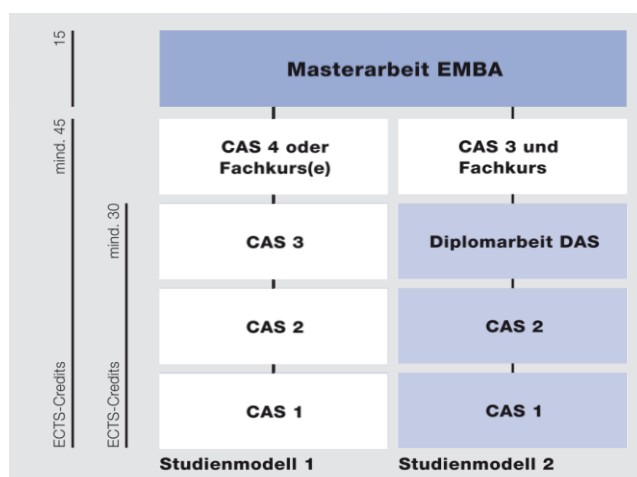 15
Masterarbeit EMBA
mind. 45
CAS 4 oder
Fachkurs(e)
CAS 3 und
Fachkurs
mind. 30
CAS 3
Diplomarbeit DAS
CAS 2
CAS 2
ECTS-Credits
ECTS-Credits
CAS 1
CAS 1
Studienmodell 1
Studienmodell 2